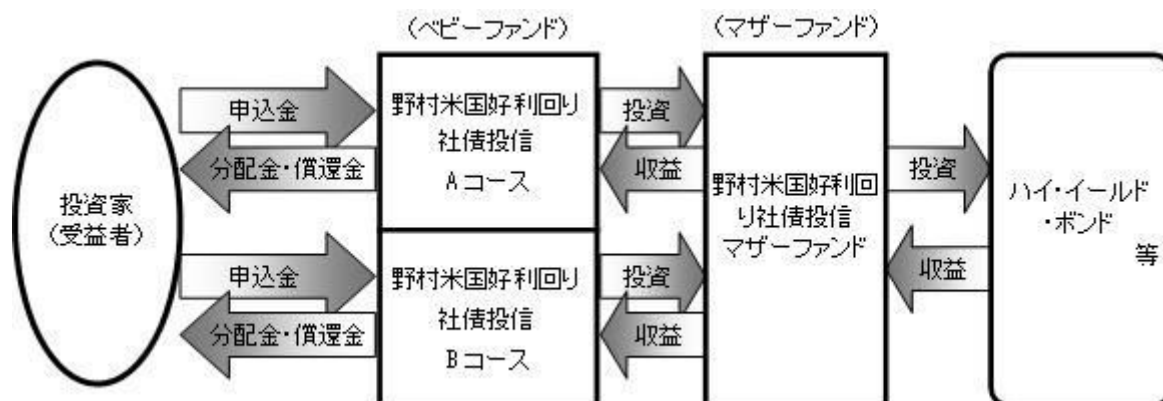 （ベビーファンド）
（マザーファンド）
申込金
分配金・償還金
申込金
分配金・償還金
投資家
（受益者）
野村米国好利回り
社債投信
Aコース
野村米国好利回り
社債投信
Bコース
投資
収益
投資
収益
野村米国好利回
り社債投信
マザーファンド
投資
収益
ハイ・イールド
・ボンド
等